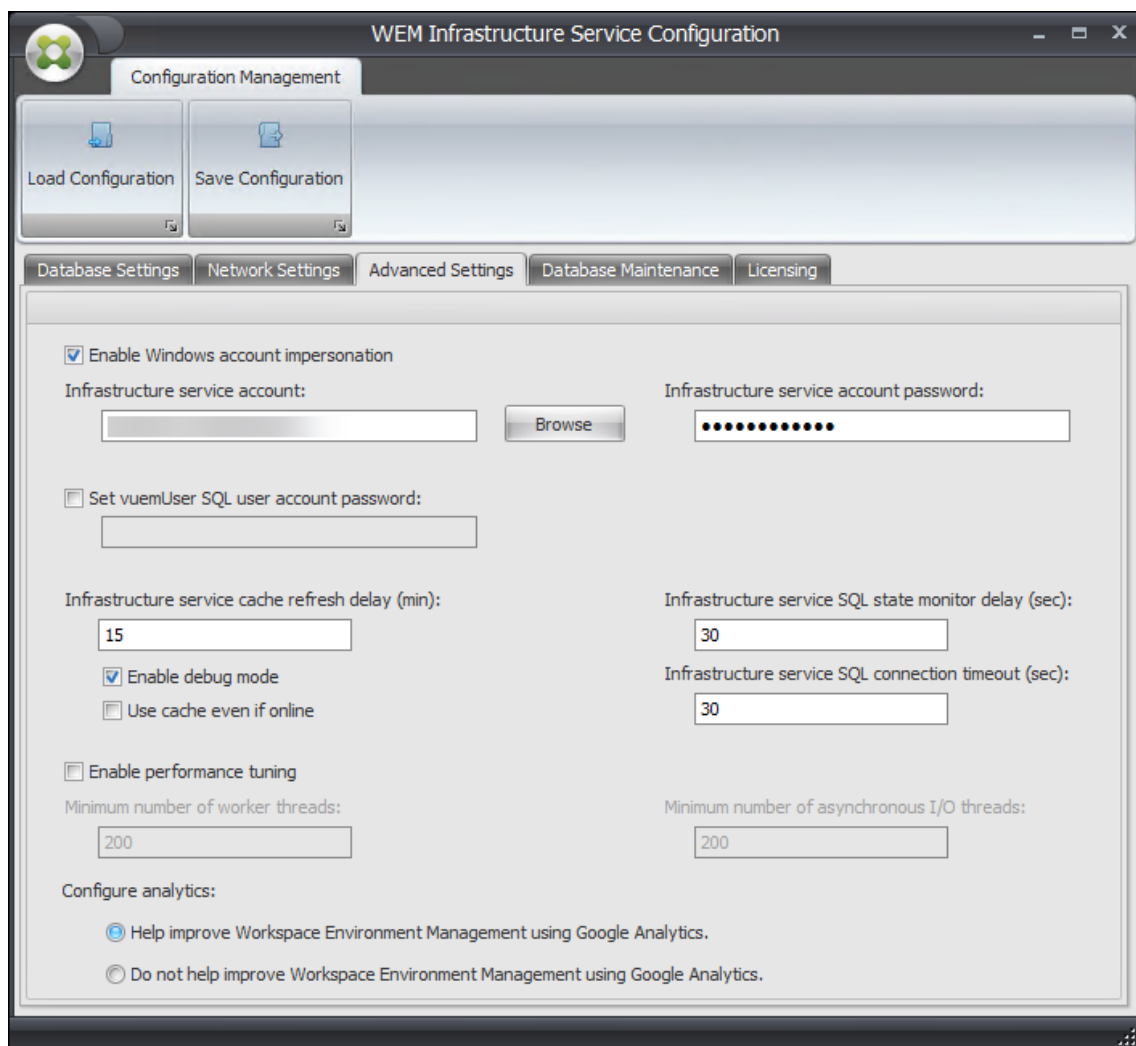 WEM Infrastructure Service Configuration
Configuration Management
Load Configuration
Save Configuration
Database Settings
Network Settings
Advanced Settings
Database Maintenance
Licensing
Enable Windows account impersonation
Infrastructure service account:
Infrastructure service account password:
Browse
●●●●●●●●●●●●
Set vuemUser SQL user account password:
Infrastructure service cache refresh delay (min):
Infrastructure service SQL state monitor delay (sec):
15
30
Enable debug mode
Infrastructure service SQL connection timeout (sec):
Use cache even if online
30
Enable performance tuning
Minimum number of worker threads:
Minimum number of asynchronous I/O threads:
200
200
Configure analytics:
Help improve Workspace Environment Management using Google Analytics.
Do not help improve Workspace Environment Management using Google Analytics.